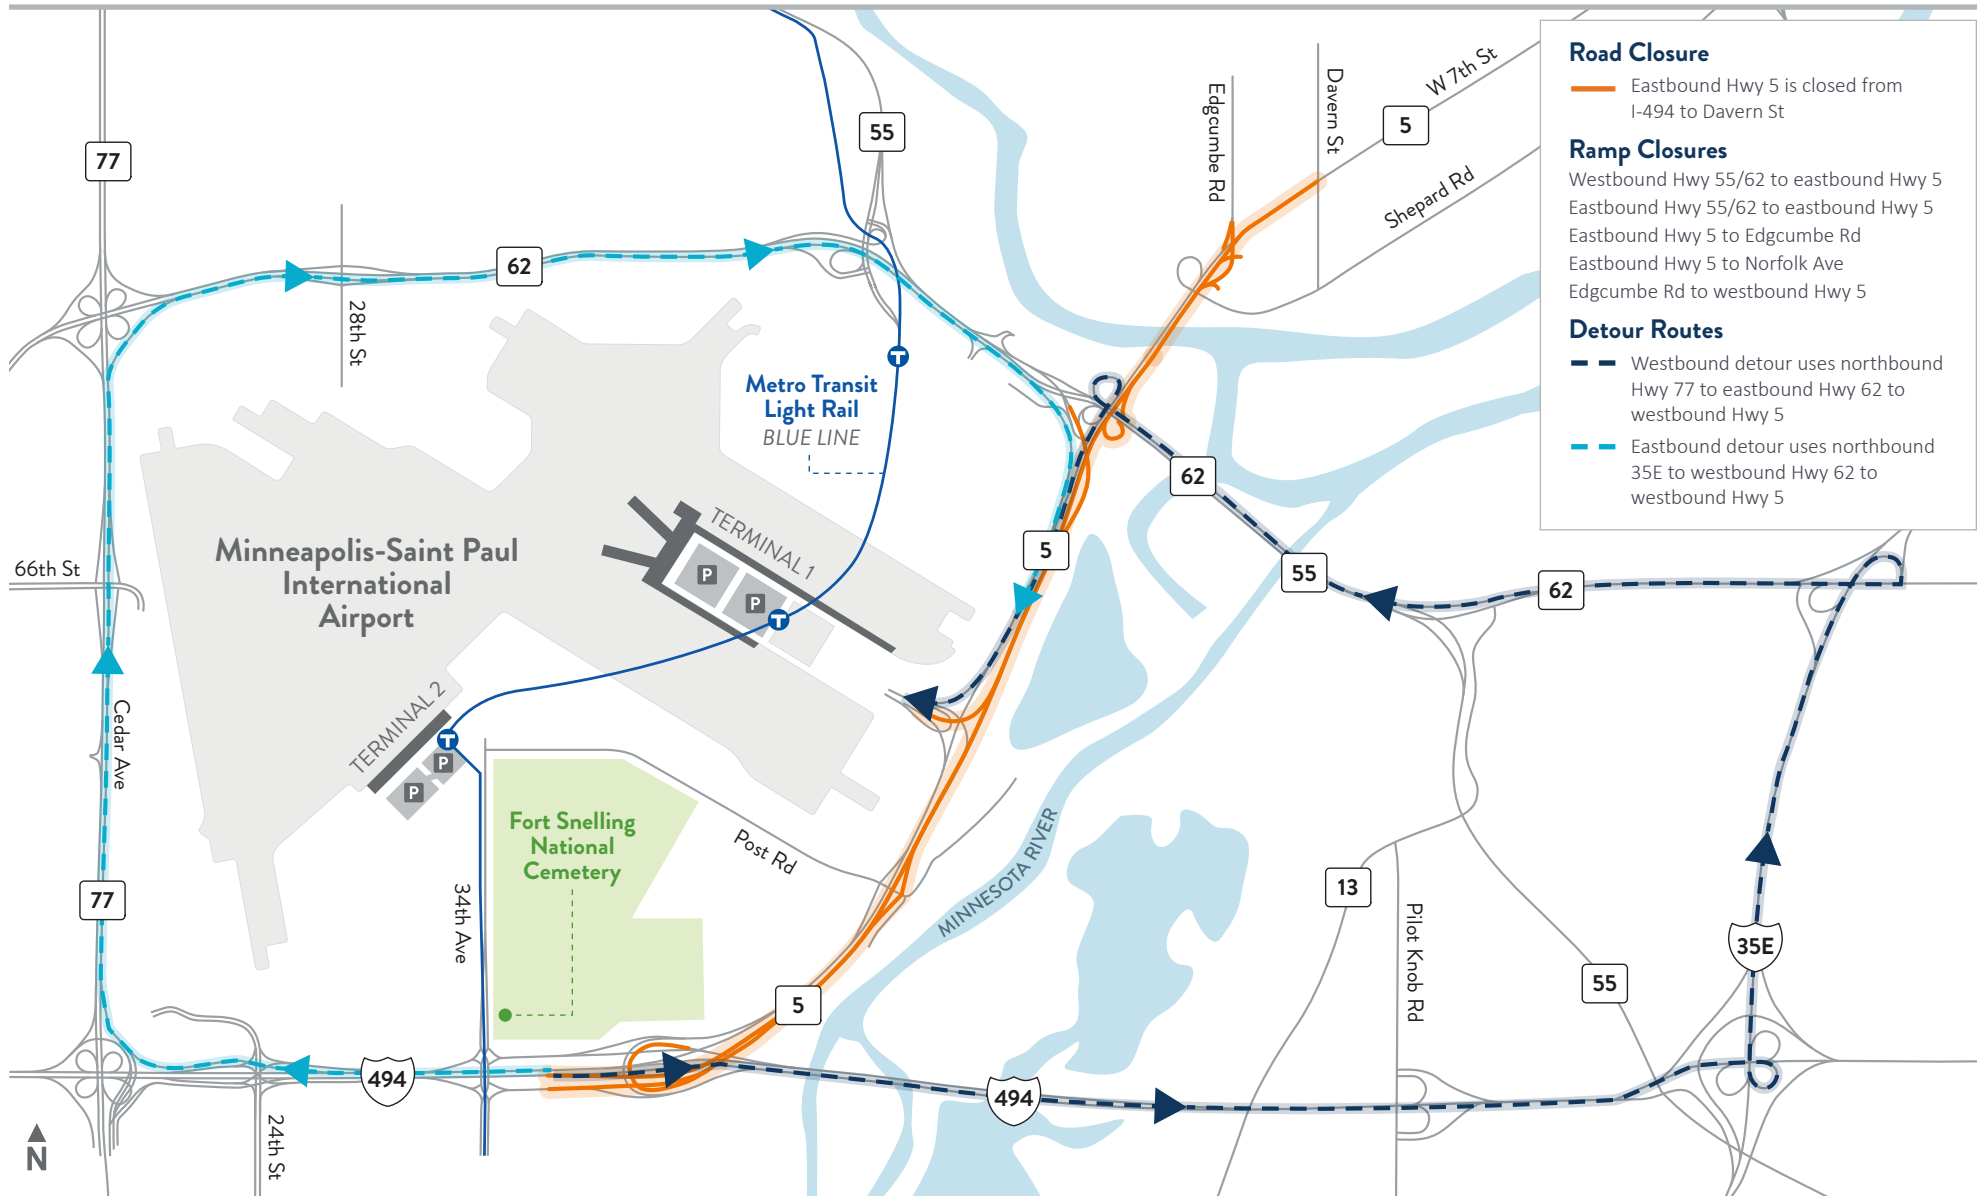 Road Closure
Eastbound Hwy 5 is closed from
I-494 to Davern St
Ramp Closures
Westbound Hwy 55/62 to eastbound Hwy 5
Eastbound Hwy 55/62 to eastbound Hwy 5
Eastbound Hwy 5 to Edgcumbe Rd
Eastbound Hwy 5 to Norfolk Ave
Edgcumbe Rd to westbound Hwy 5
Detour Routes
Westbound detour uses northbound
Hwy 77 to eastbound Hwy 62 to
westbound Hwy 5
Eastbound detour uses northbound
35E to westbound Hwy 62 to
westbound Hwy 5
W 7th St
5
Davern St
Edgcumbe Rd
Shepard Rd
55
77
62
28th St
Metro Transit
Light Rail
BLUE LINE
T
62
5
55
62
Minneapolis-Saint Paul
International
Airport
TERMINAL 1
P
P
T
66th St
TERMINAL 2
T
P
P
Cedar Ave
Fort Snelling
National
Cemetery
Post Rd
34th Ave
77
MINNESOTA RIVER
13
Pilot Knob Rd
35E
55
5
494
494
24th St
N